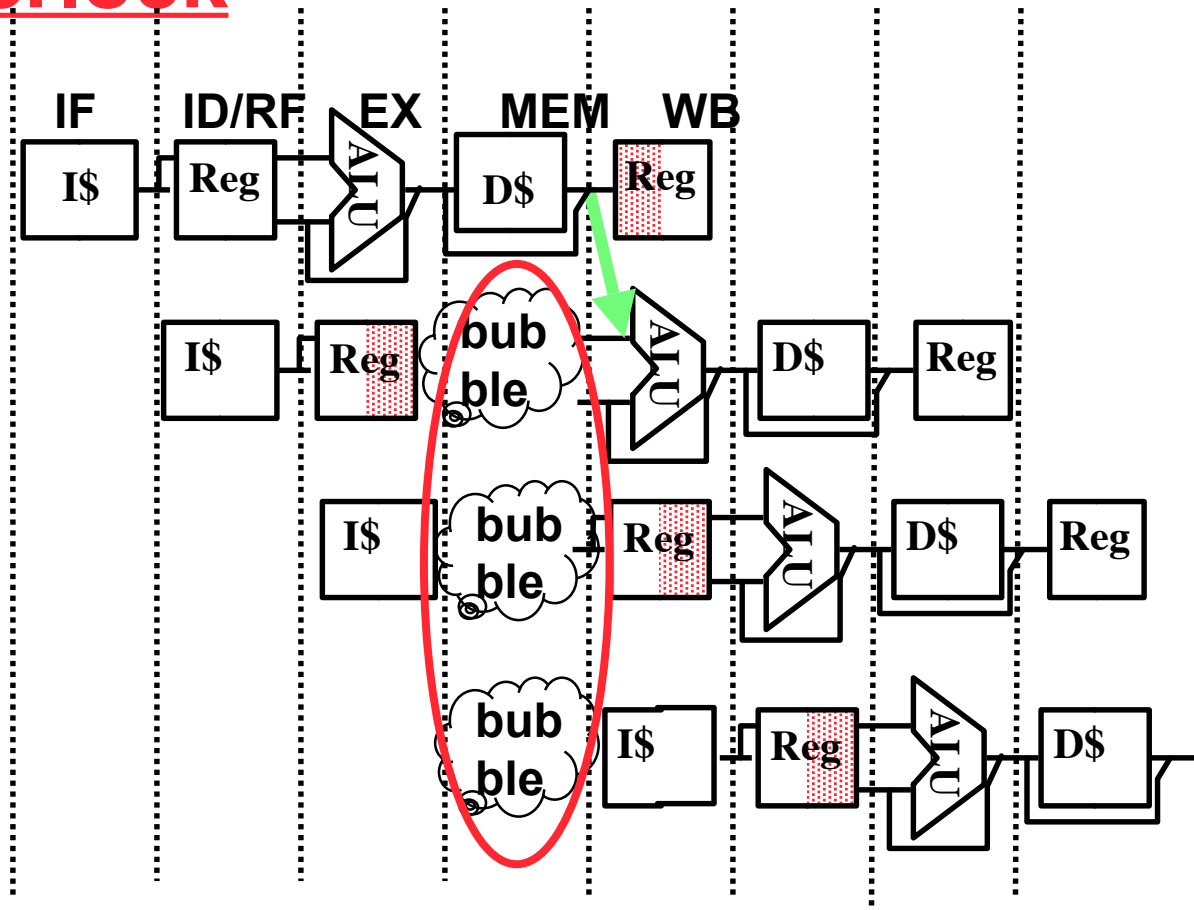 IF ID/RF EX MEM WB
I$ Reg ALU D$ Reg
I$ Reg bub ALU D$ Reg
ble
I$ bub Reg ALU D$ Reg
ble
bub I$ Reg ALU D$
ble